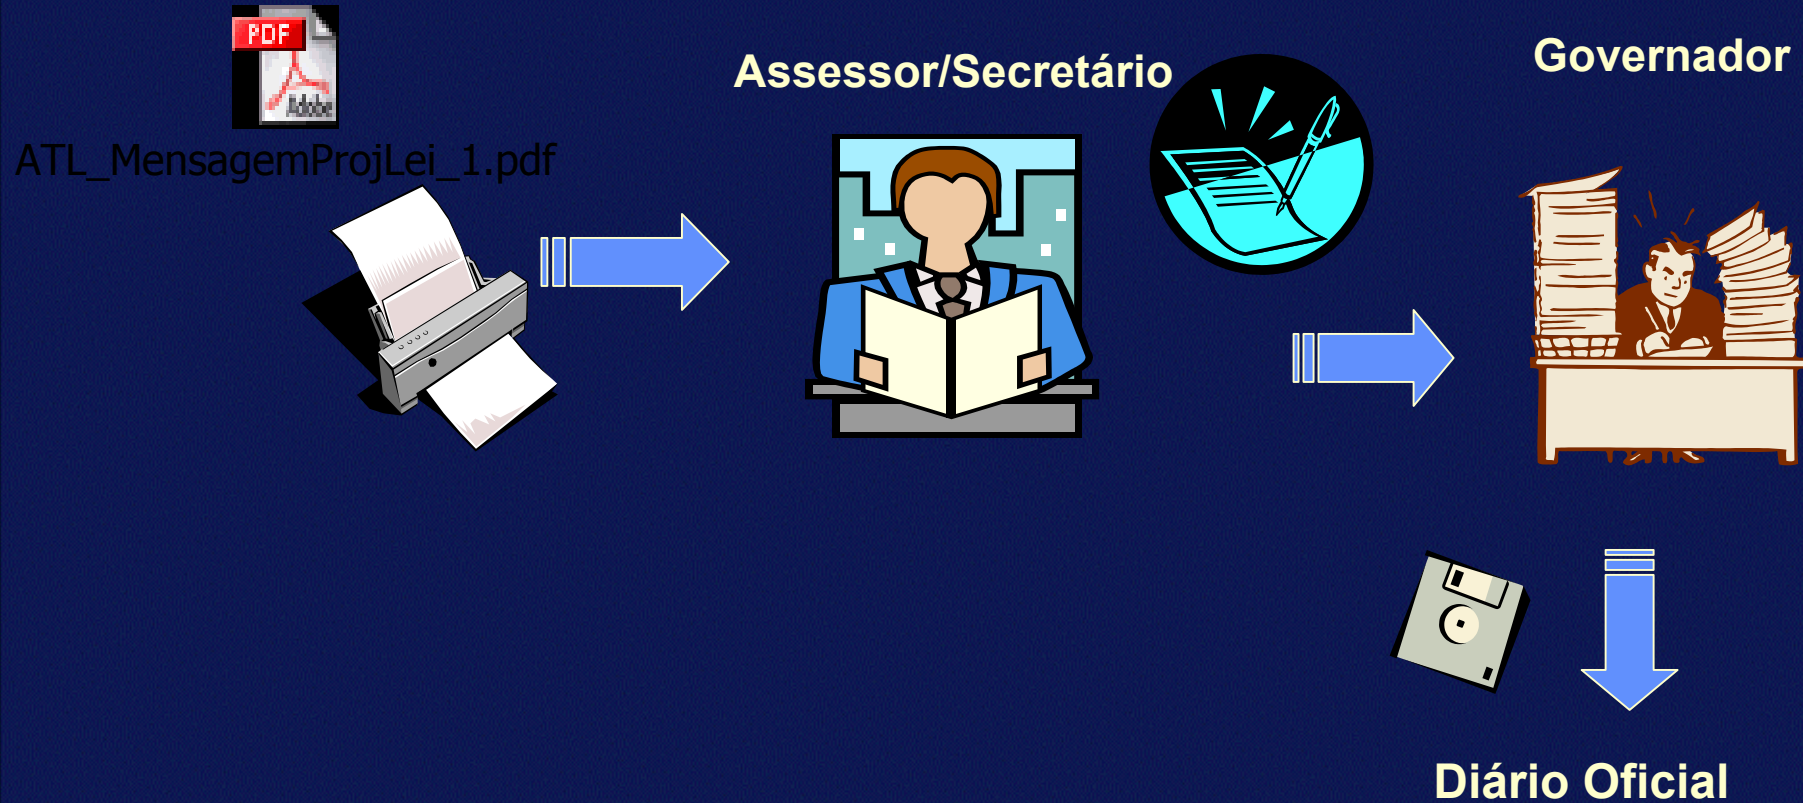 PDF
Adobe
ATL_MensagemProjLei_1.pdf
Assessor/Secretário
Governador
Diário Oficial